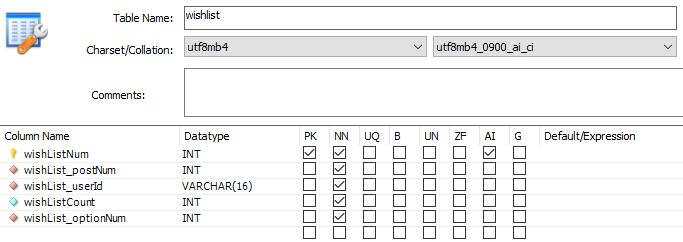 Table Name: wishlist
Charset/Collation: utf8mb4 utf8mb4_0900_ai_ci
Comments:
Column Name Datatype PK NN UQ B UN ZF AI G Default/Expression
wishListNum INT
wishList_postNum INT
wishList_userId VARCHAR(16)
wishListCount INT
wishList_optionNum INT